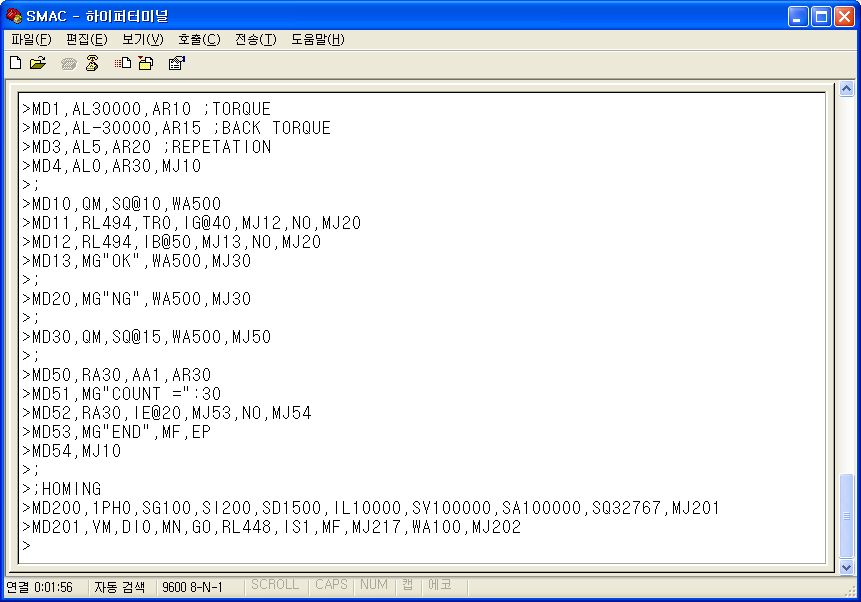 SMAC - 하이퍼터미널
파일(F) 편집(E) 보기(V) 호출(C) 전송(T) 도움말(H)
>MD1,AL30000,AR10 ;TORQUE
>MD2,AL-30000,AR15 ;BACK TORQUE
>MD3,AL5,AR20 ;REPETATION
>MD4,AL0,AR30,MJ10
>;
>MD10,QM,SQ@10,WA500
>MD11,RL494,TR0,IG@40,MJ12,NO,MJ20
>MD12,RL494,IB@50,MJ13,NO,MJ20
>MD13,MG"OK",WA500,MJ30
>;
>MD20,MG"NG",WA500,MJ30
>;
>MD30,QM,SQ@15,WA500,MJ50
>;
>MD50,RA30,AA1,AR30
>MD51,MG"COUNT =":30
>MD52,RA30,IE@20,MJ53,NO,MJ54
>MD53,MG"END",MF,EP
>MD54,MJ10
>;
>;HOMING
>MD200,1PH0,SG100,SI200,SD1500,IL10000,SV100000,SA100000,SQ32767,MJ201
>MD201,VM,DI0,MN,GO,RL448,IS1,MF,MJ217,WA100,MJ202
>
연결 0:01:56 자동 검색 9600 8-N-1 SCROLL CAPS NUM 캡 에코